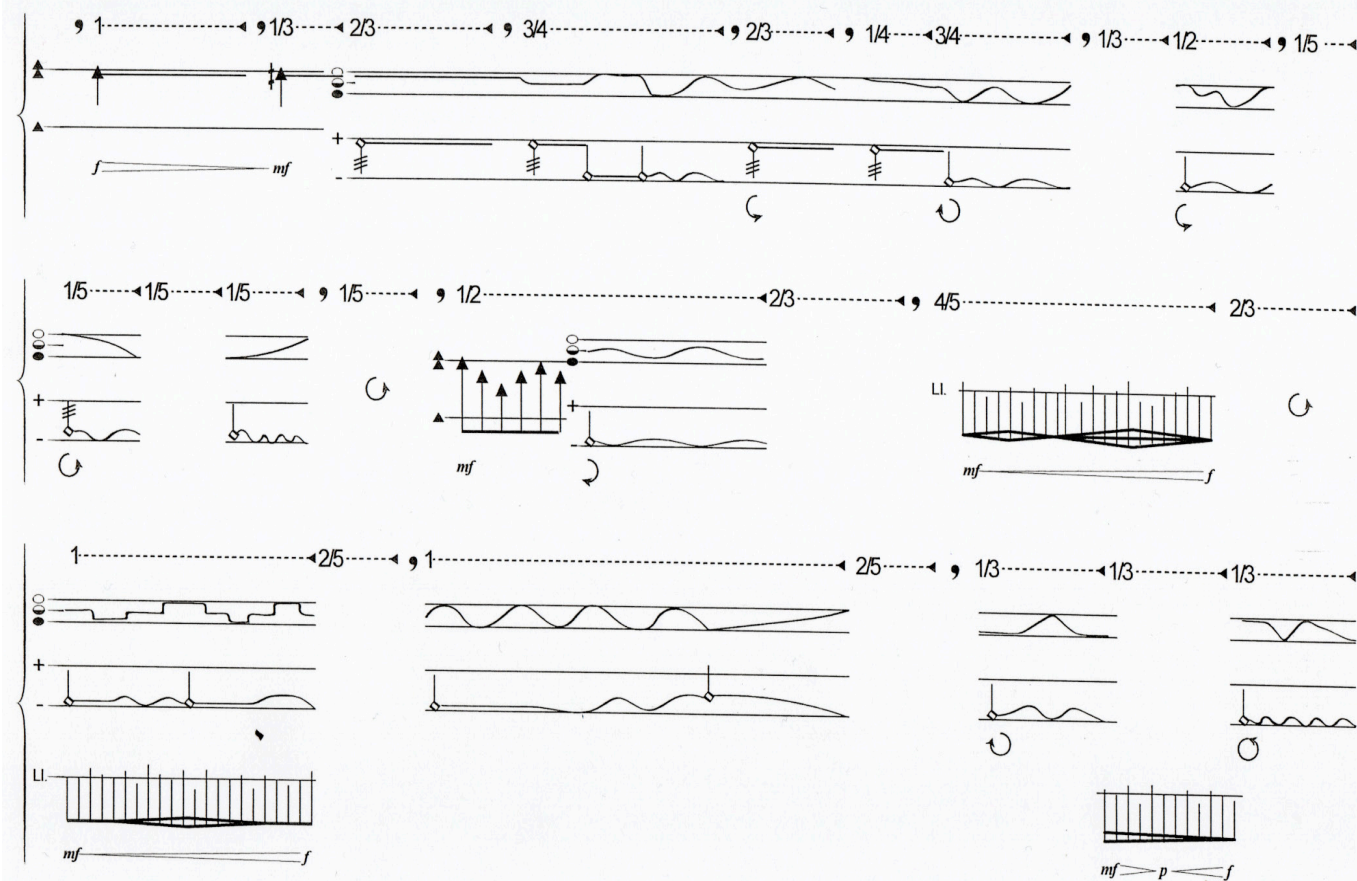 , 1 , 1/3 2/3 , 3/4 , 2/3 , 1/4 3/4 , 1/3 1/2 , 1/5
+
-
f mf
1/5 1/5 1/5 , 1/5 , 1/2 2/3 , 4/5 2/3
+ +
- -
L.l.
mf mf f
1 2/5 , 1 2/5 , 1/3 1/3 1/3
+
-
L.l.
mf f
mf p f